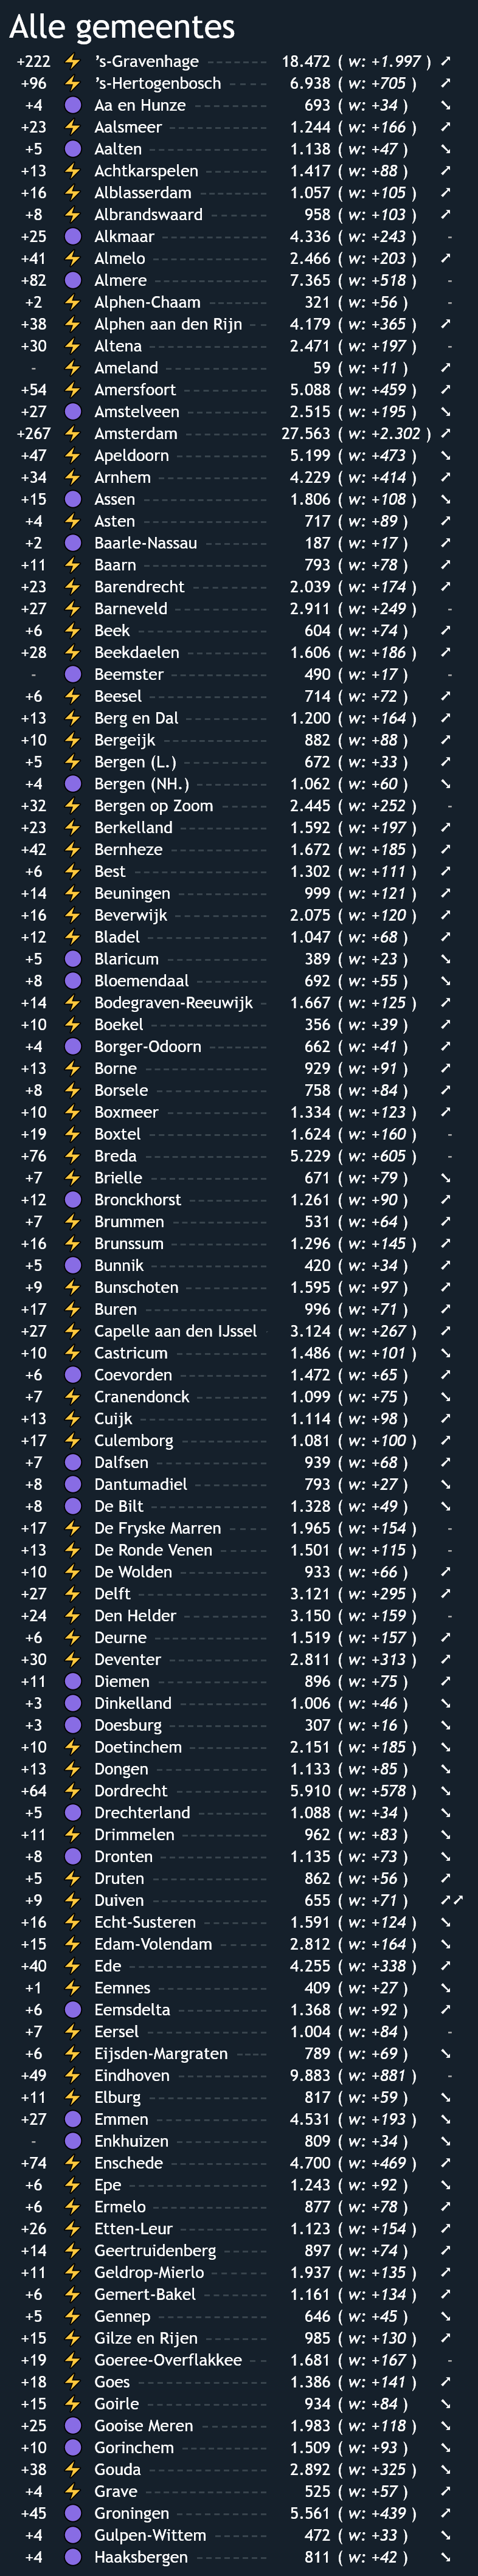 Alle gemeentes
+222 ⚡ ’s-Gravenhage 18.472 ( w: +1.997 ) ↗
+96 ⚡ ’s-Hertogenbosch 6.938 ( w: +705 ) ↗
+4 Aa en Hunze 693 ( w: +34 ) ↘
+23 ⚡ Aalsmeer 1.244 ( w: +166 ) ↗
+5 Aalten 1.138 ( w: +47 ) ↘
+13 ⚡ Achtkarspelen 1.417 ( w: +88 ) ↗
+16 ⚡ Alblasserdam 1.057 ( w: +105 ) ↗
+8 ⚡ Albrandswaard 958 ( w: +103 ) ↗
+25 Alkmaar 4.336 ( w: +243 ) -
+41 ⚡ Almelo 2.466 ( w: +203 ) ↗
+82 Almere 7.365 ( w: +518 ) -
+2 ⚡ Alphen-Chaam 321 ( w: +56 ) -
+38 ⚡ Alphen aan den Rijn 4.179 ( w: +365 ) ↗
+30 ⚡ Altena 2.471 ( w: +197 ) -
- ⚡ Ameland 59 ( w: +11 ) ↗
+54 ⚡ Amersfoort 5.088 ( w: +459 ) ↗
+27 Amstelveen 2.515 ( w: +195 ) ↘
+267 ⚡ Amsterdam 27.563 ( w: +2.302 ) ↗
+47 ⚡ Apeldoorn 5.199 ( w: +473 ) ↘
+34 ⚡ Arnhem 4.229 ( w: +414 ) ↗
+15 Assen 1.806 ( w: +108 ) ↘
+4 ⚡ Asten 717 ( w: +89 ) ↗
+2 Baarle-Nassau 187 ( w: +17 ) ↗
+11 ⚡ Baarn 793 ( w: +78 ) ↗
+23 ⚡ Barendrecht 2.039 ( w: +174 ) ↗
+27 ⚡ Barneveld 2.911 ( w: +249 ) -
+6 ⚡ Beek 604 ( w: +74 ) ↗
+28 ⚡ Beekdaelen 1.606 ( w: +186 ) ↗
- Beemster 490 ( w: +17 ) -
+6 ⚡ Beesel 714 ( w: +72 ) ↗
+13 ⚡ Berg en Dal 1.200 ( w: +164 ) ↗
+10 ⚡ Bergeijk 882 ( w: +88 ) ↗
+5 ⚡ Bergen (L.) 672 ( w: +33 ) ↗
+4 Bergen (NH.) 1.062 ( w: +60 ) ↘
+32 ⚡ Bergen op Zoom 2.445 ( w: +252 ) -
+23 ⚡ Berkelland 1.592 ( w: +197 ) ↗
+42 ⚡ Bernheze 1.672 ( w: +185 ) ↗
+6 ⚡ Best 1.302 ( w: +111 ) ↗
+14 ⚡ Beuningen 999 ( w: +121 ) ↗
+16 ⚡ Beverwijk 2.075 ( w: +120 ) ↗
+12 ⚡ Bladel 1.047 ( w: +68 ) ↗
+5 Blaricum 389 ( w: +23 ) ↘
+8 Bloemendaal 692 ( w: +55 ) ↘
+14 ⚡ Bodegraven-Reeuwijk 1.667 ( w: +125 ) ↗
+10 ⚡ Boekel 356 ( w: +39 ) ↗
+4 Borger-Odoorn 662 ( w: +41 ) ↗
+13 ⚡ Borne 929 ( w: +91 ) ↗
+8 ⚡ Borsele 758 ( w: +84 ) ↗
+10 ⚡ Boxmeer 1.334 ( w: +123 ) ↗
+19 ⚡ Boxtel 1.624 ( w: +160 ) -
+76 ⚡ Breda 5.229 ( w: +605 ) -
+7 ⚡ Brielle 671 ( w: +79 ) ↘
+12 Bronckhorst 1.261 ( w: +90 ) ↗
+7 ⚡ Brummen 531 ( w: +64 ) ↗
+16 ⚡ Brunssum 1.296 ( w: +145 ) ↗
+5 Bunnik 420 ( w: +34 ) ↗
+9 ⚡ Bunschoten 1.595 ( w: +97 ) ↗
+17 ⚡ Buren 996 ( w: +71 ) ↗
+27 ⚡ Capelle aan den IJssel 3.124 ( w: +267 ) ↗
+10 ⚡ Castricum 1.486 ( w: +101 ) ↘
+6 Coevorden 1.472 ( w: +65 ) ↗
+7 ⚡ Cranendonck 1.099 ( w: +75 ) ↘
+13 ⚡ Cuijk 1.114 ( w: +98 ) ↗
+17 ⚡ Culemborg 1.081 ( w: +100 ) ↗
+7 Dalfsen 939 ( w: +68 ) ↗
+8 Dantumadiel 793 ( w: +27 ) ↘
+8 De Bilt 1.328 ( w: +49 ) ↘
+17 ⚡ De Fryske Marren 1.965 ( w: +154 ) -
+13 ⚡ De Ronde Venen 1.501 ( w: +115 ) -
+10 ⚡ De Wolden 933 ( w: +66 ) ↗
+27 ⚡ Delft 3.121 ( w: +295 ) ↗
+24 ⚡ Den Helder 3.150 ( w: +159 ) -
+6 ⚡ Deurne 1.519 ( w: +157 ) ↗
+30 ⚡ Deventer 2.811 ( w: +313 ) ↗
+11 Diemen 896 ( w: +75 ) ↗
+3 Dinkelland 1.006 ( w: +46 ) ↘
+3 Doesburg 307 ( w: +16 ) ↘
+10 ⚡ Doetinchem 2.151 ( w: +185 ) ↘
+13 ⚡ Dongen 1.133 ( w: +85 ) ↘
+64 ⚡ Dordrecht 5.910 ( w: +578 ) ↘
+5 Drechterland 1.088 ( w: +34 ) ↘
+11 ⚡ Drimmelen 962 ( w: +83 ) ↘
+8 Dronten 1.135 ( w: +73 ) ↘
+5 ⚡ Druten 862 ( w: +56 ) ↗
+9 ⚡ Duiven 655 ( w: +71 ) ↗↗
+16 ⚡ Echt-Susteren 1.591 ( w: +124 ) ↘
+15 ⚡ Edam-Volendam 2.812 ( w: +164 ) ↘
+40 ⚡ Ede 4.255 ( w: +338 ) ↗
+1 ⚡ Eemnes 409 ( w: +27 ) ↘
+6 Eemsdelta 1.368 ( w: +92 ) ↗
+7 ⚡ Eersel 1.004 ( w: +84 ) -
+6 ⚡ Eijsden-Margraten 789 ( w: +69 ) ↘
+49 ⚡ Eindhoven 9.883 ( w: +881 ) -
+11 ⚡ Elburg 817 ( w: +59 ) ↘
+27 Emmen 4.531 ( w: +193 ) ↘
- Enkhuizen 809 ( w: +34 ) ↘
+74 ⚡ Enschede 4.700 ( w: +469 ) ↗
+6 ⚡ Epe 1.243 ( w: +92 ) ↘
+6 ⚡ Ermelo 877 ( w: +78 ) ↗
+26 ⚡ Etten-Leur 1.123 ( w: +154 ) ↗
+14 ⚡ Geertruidenberg 897 ( w: +74 ) ↗
+11 ⚡ Geldrop-Mierlo 1.937 ( w: +135 ) ↗
+6 ⚡ Gemert-Bakel 1.161 ( w: +134 ) ↗
+5 ⚡ Gennep 646 ( w: +45 ) ↘
+15 ⚡ Gilze en Rijen 985 ( w: +130 ) ↗
+19 ⚡ Goeree-Overflakkee 1.681 ( w: +167 ) -
+18 ⚡ Goes 1.386 ( w: +141 ) ↗
+15 ⚡ Goirle 934 ( w: +84 ) ↘
+25 Gooise Meren 1.983 ( w: +118 ) ↘
+10 Gorinchem 1.509 ( w: +93 ) ↘
+38 ⚡ Gouda 2.892 ( w: +325 ) ↘
+4 ⚡ Grave 525 ( w: +57 ) ↗
+45 Groningen 5.561 ( w: +439 ) ↗
+4 Gulpen-Wittem 472 ( w: +33 ) ↘
+4 Haaksbergen 811 ( w: +42 ) ↘